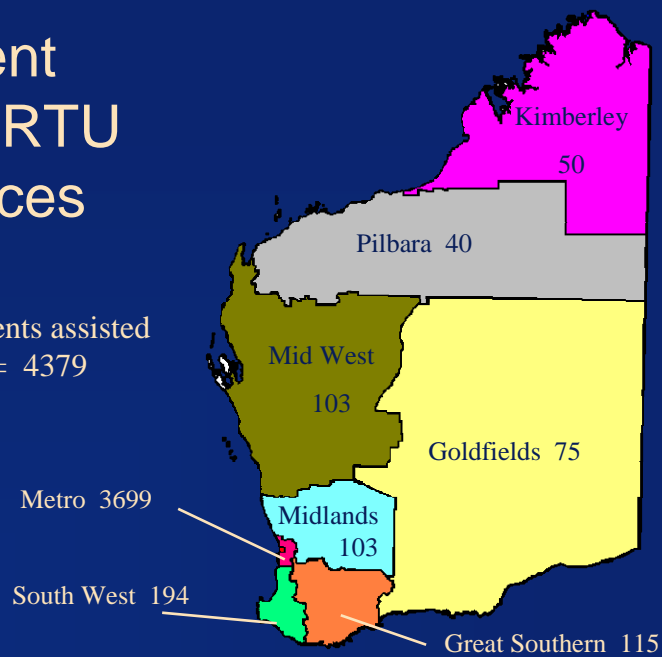 ent
RTU
ces
ents assisted
= 4379
Kimberley
50
Pilbara 40
Mid West
103
Goldfields 75
Metro 3699
Midlands
103
South West 194
Great Southern 115